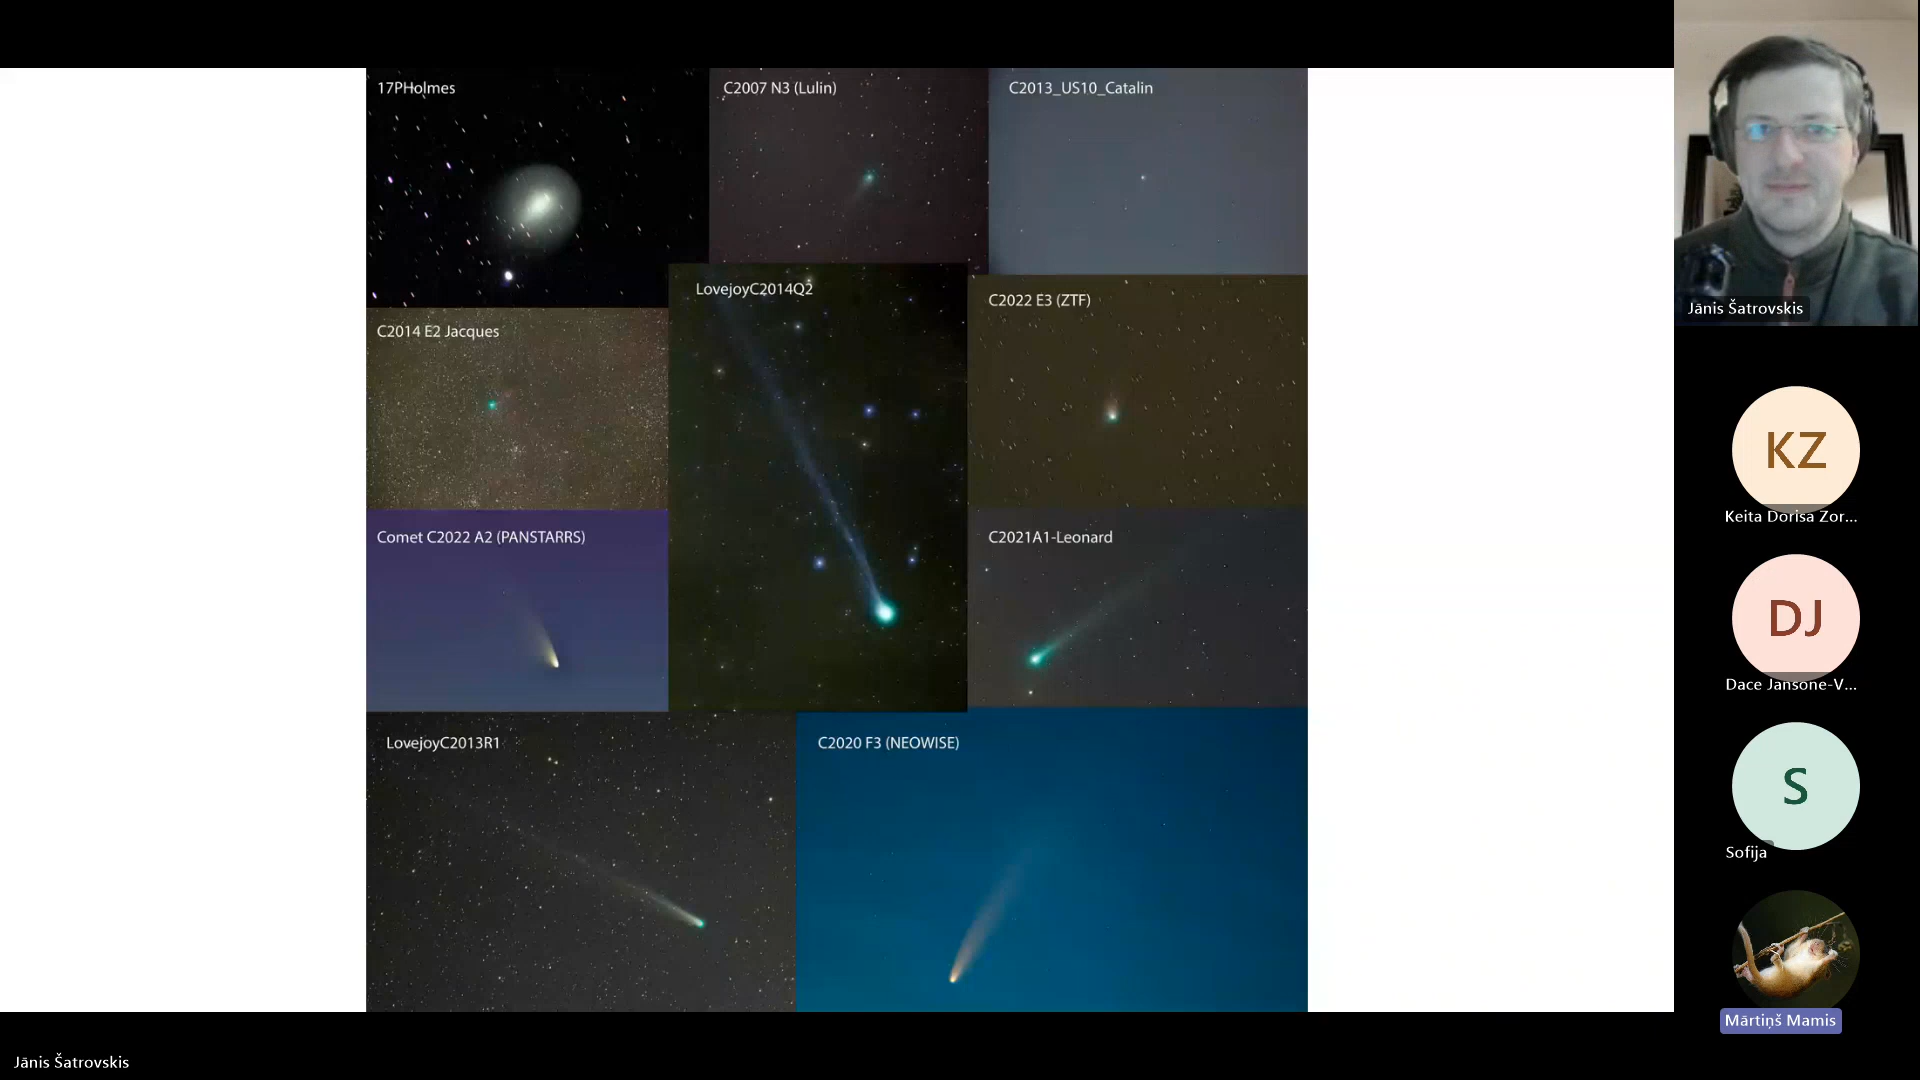 17PHolmes
C2007 N3 (Lulin)
C2013_US10_Catalin
LovejoyC2014Q2
C2022 E3 (ZTF)
C2014 E2 Jacques
Comet C2022 A2 (PANSTARRS)
C2021A1-Leonard
LovejoyC2013R1
C2020 F3 (NEOWISE)
Jānis Šatrovskis
KZ
Keita Dorisa Zor...
DJ
Dace Jansone-V...
S
Sofija
Mārtiņš Mamis
Jānis Šatrovskis